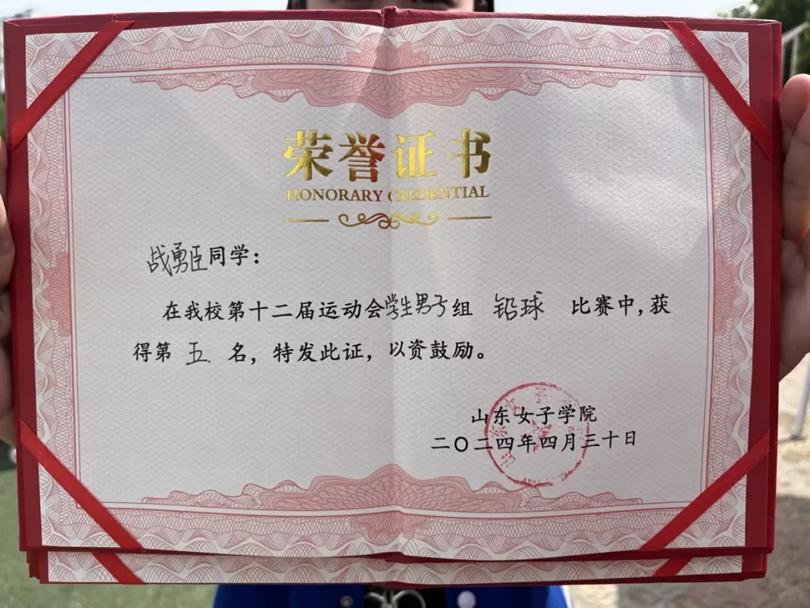 荣誉证书
HONORARY CREDENTIAL
战勇臣同学：
在我校第十二届运动会学生男子组 铅球 比赛中，获
得第 五 名，特发此证，以资鼓励。
山东女子学院
二〇二四年四月三十日